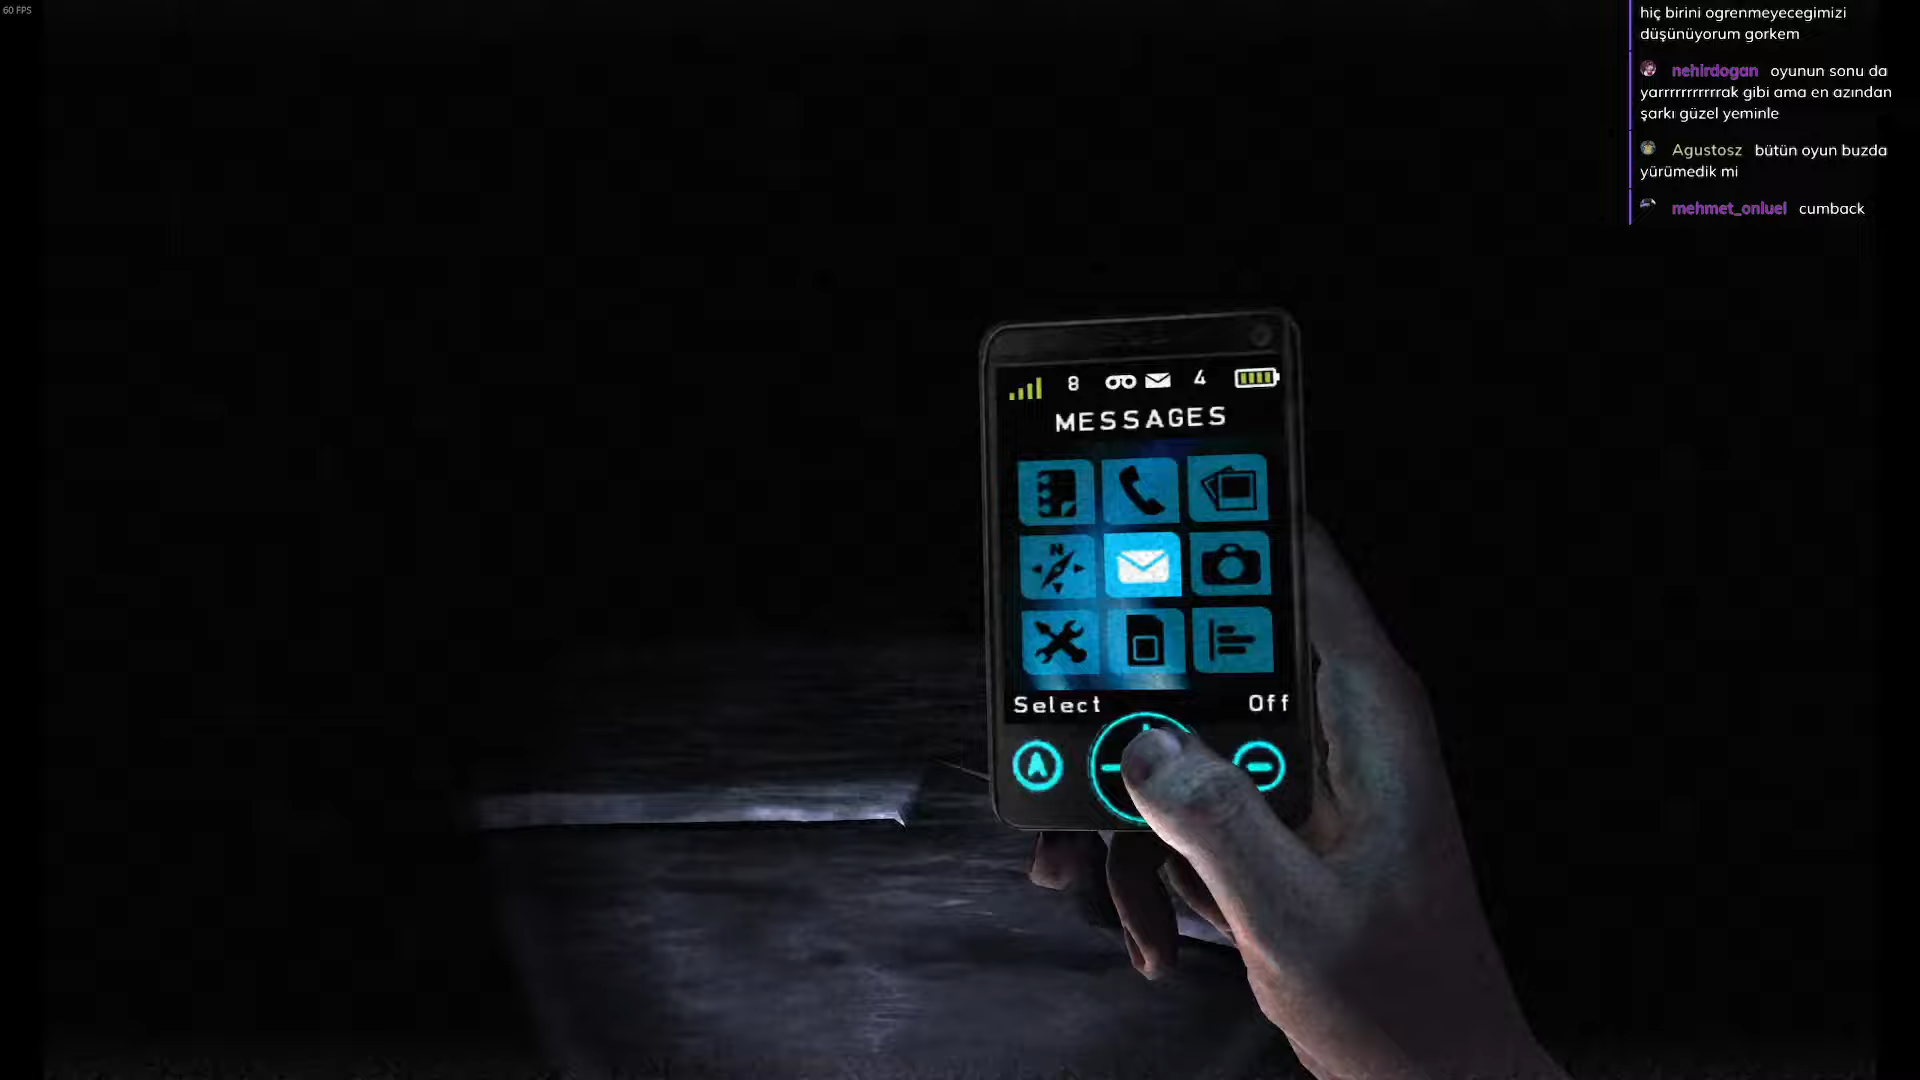 60 FPS
hiç birini ogrenmeyecegimizi
düşünüyorum gorkem
nehirdogan oyunun sonu da
yarrrrrrrrrrak gibi ama en azından
şarkı güzel yeminle
Agustosz bütün oyun buzda
yürümedik mi
mehmet_onluel cumback
8 4
MESSAGES
N
Select Off
A